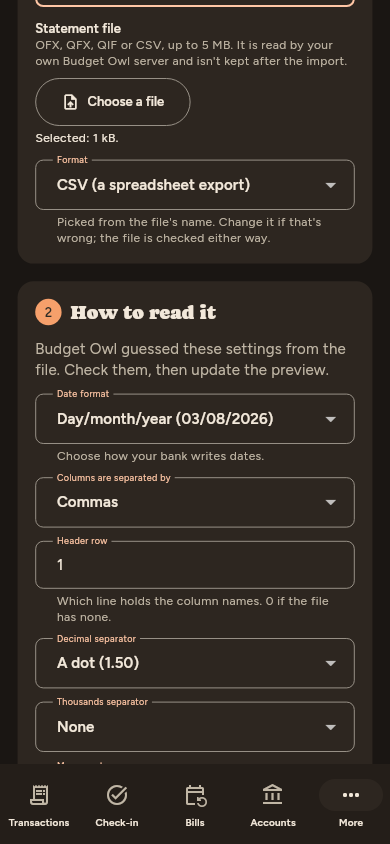 Statement file
OFX, QFX, QIF or CSV, up to 5 MB. It is read by your
own Budget Owl server and isn't kept after the import.
Choose a file
Selected: 1 kB.
Format
CSV (a spreadsheet export)
Picked from the file's name. Change it if that's
wrong; the file is checked either way.
2 How to read it
Budget Owl guessed these settings from the
file. Check them, then update the preview.
Date format
Day/month/year (03/08/2026)
Choose how your bank writes dates.
Columns are separated by
Commas
Header row
1
Which line holds the column names. 0 if the file
has none.
Decimal separator
A dot (1.50)
Thousands separator
None
Transactions Check-in Bills Accounts More